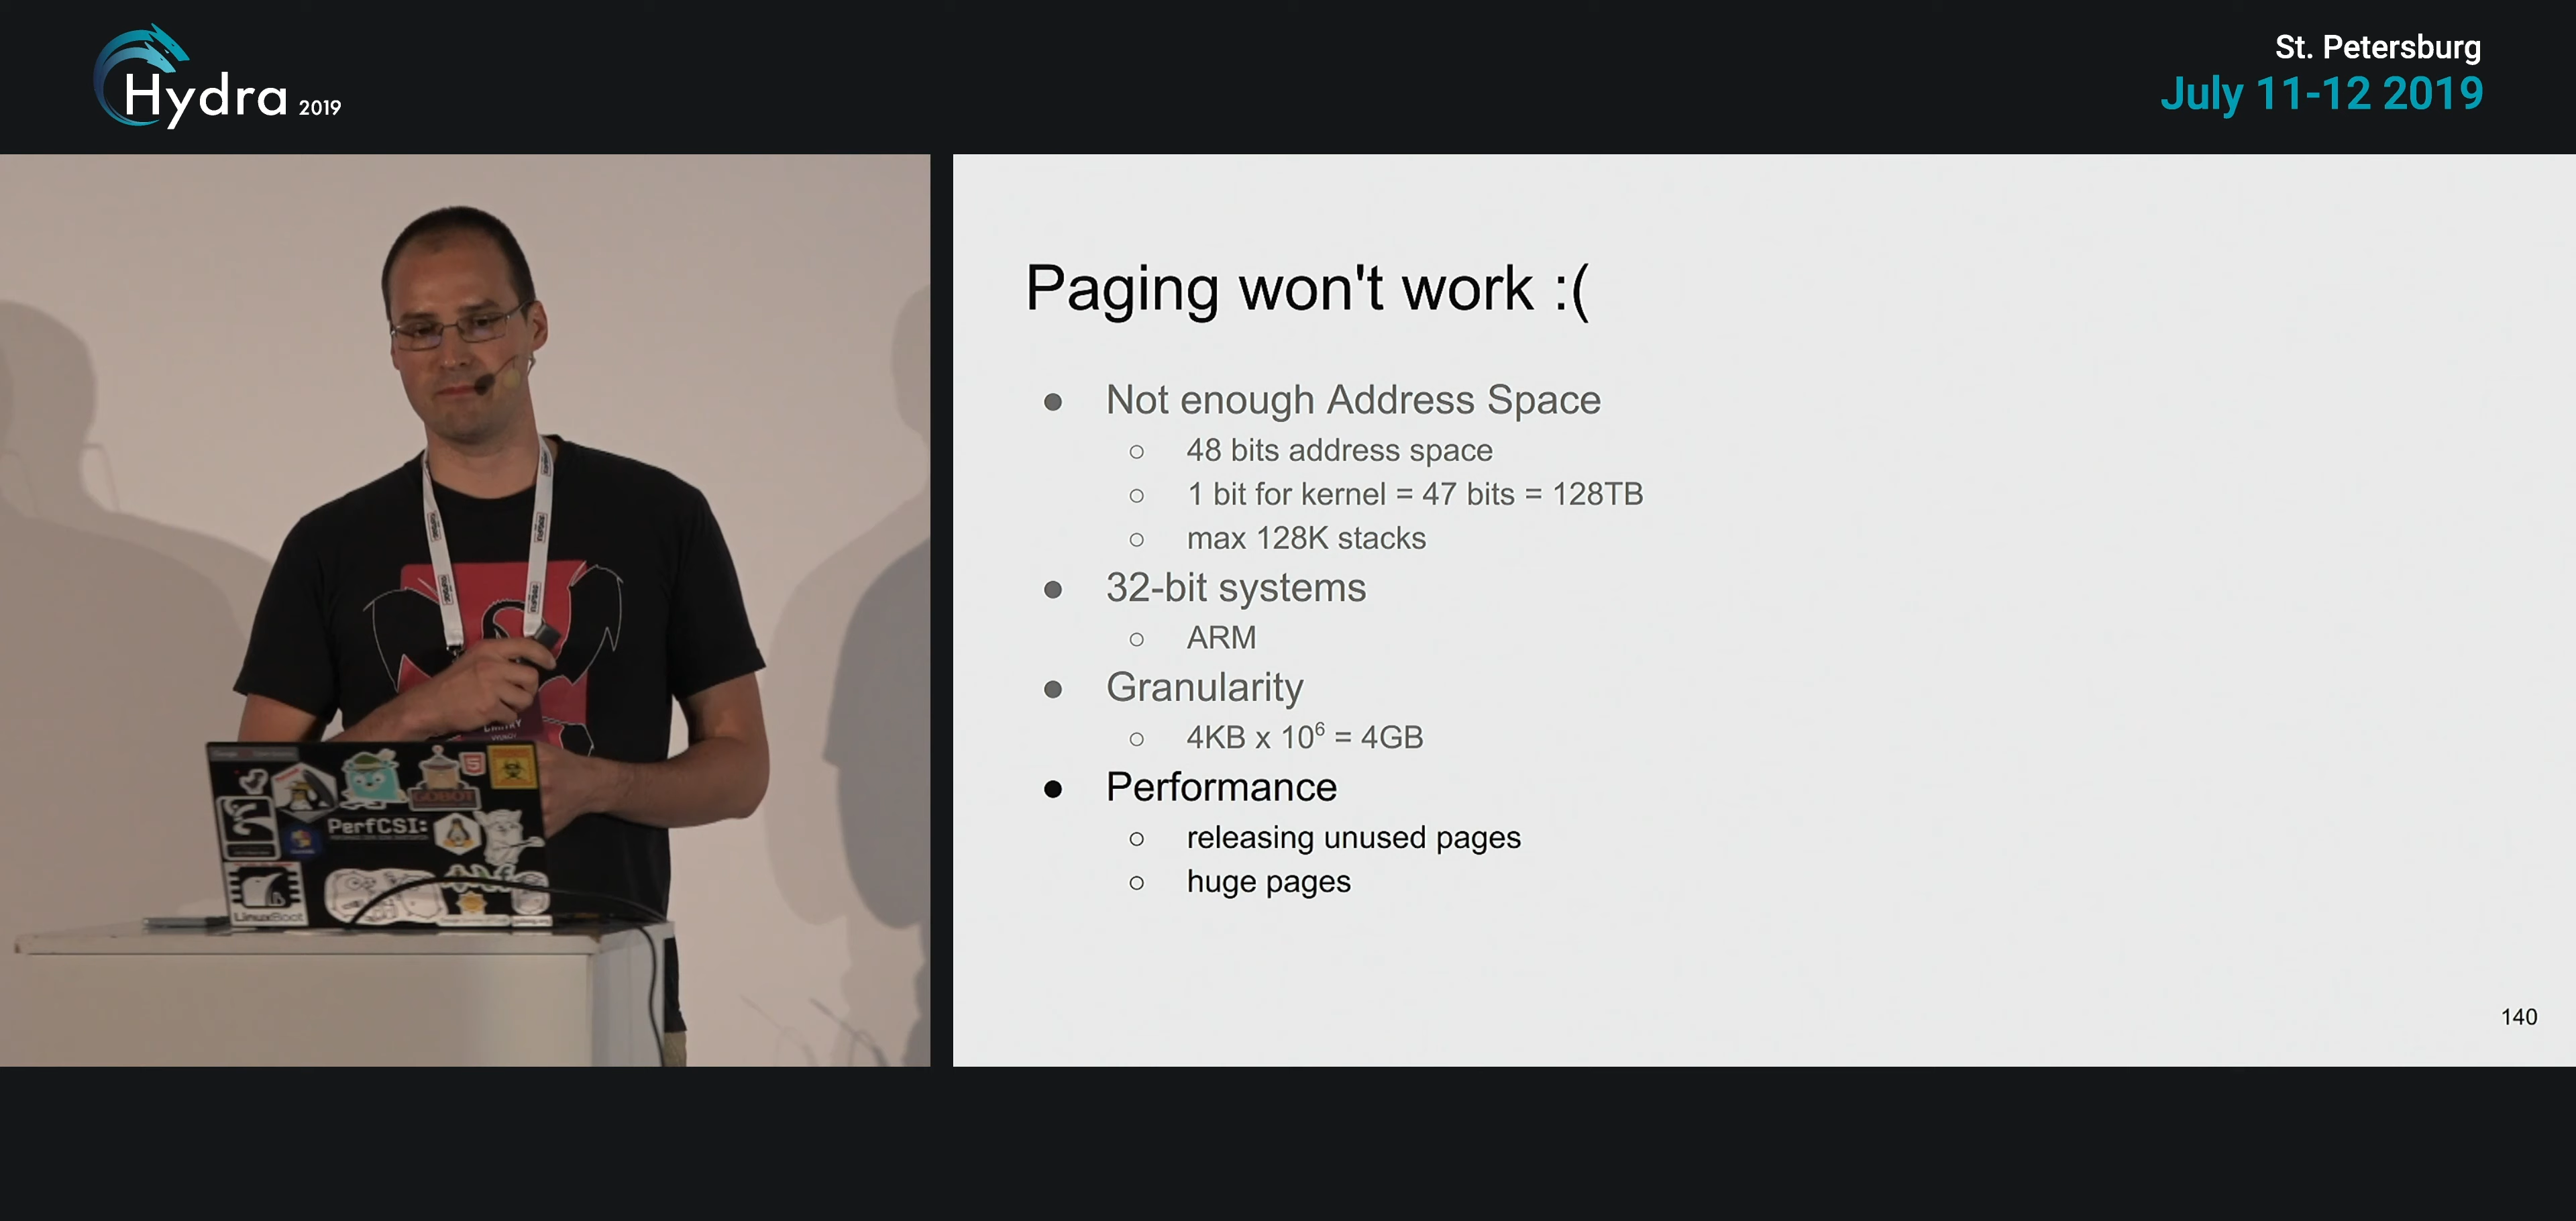 Hydra 2019
St. Petersburg
July 11-12 2019
Paging won't work :(
● Not enough Address Space
○ 48 bits address space
○ 1 bit for kernel = 47 bits = 128TB
○ max 128K stacks
● 32-bit systems
○ ARM
● Granularity
○ 4KB x 10⁶ = 4GB
● Performance
○ releasing unused pages
○ huge pages
140
GOBOT
PerfCSI:
LinuxBoot